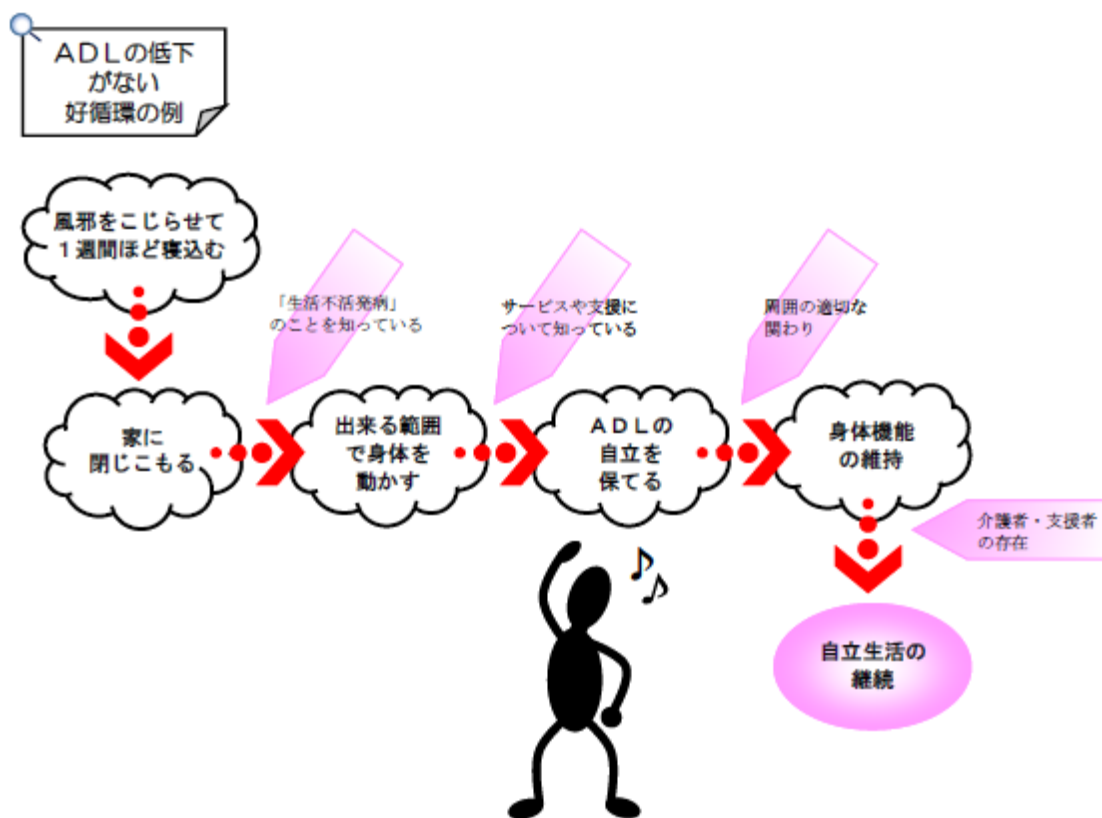 ＡＤＬの低下
がない
好循環の例
風邪をこじらせて
１週間ほど寝込む
「生活不活発病」
のことを知っている
サービスや支援に
ついて知っている
周囲の適切な
関わり
家に
閉じこもる
出来る範囲
で身体を
動かす
ＡＤＬの
自立を
保てる
身体機能
の維持
介護者・支援者
の存在
自立生活の
継続